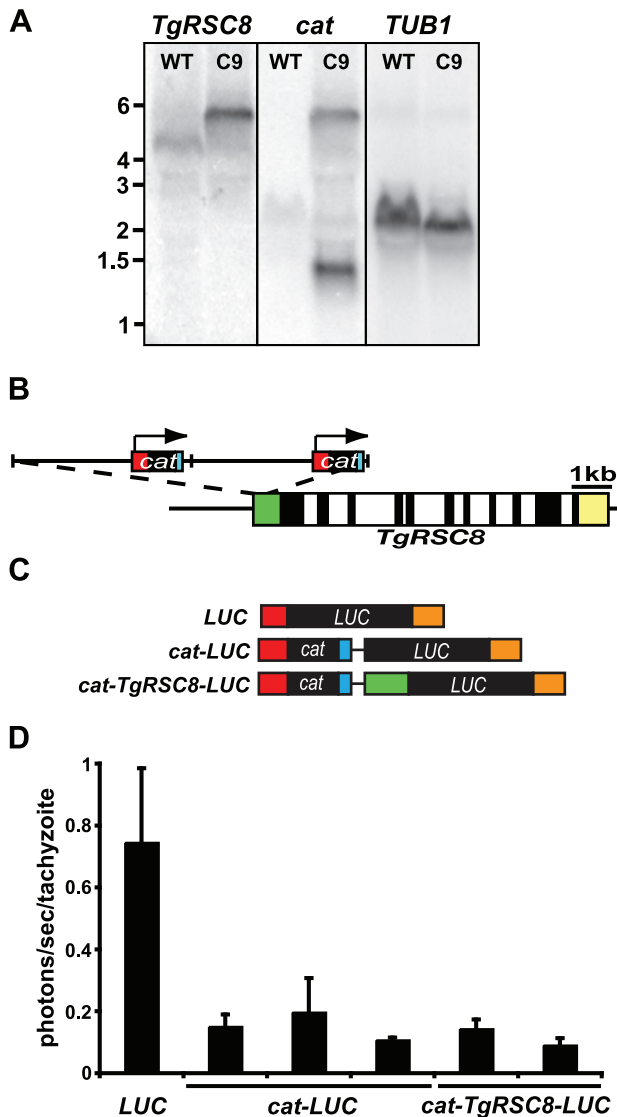 A
TgRSC8 cat TUB1
WT C9 WT C9 WT C9
6
4
3
2
1.5
1
B
cat cat
1kb
TgRSC8
C
LUC LUC
cat-LUC cat LUC
cat-TgRSC8-LUC cat LUC
D
photons/sec/tachyzoite
1
0.8
0.6
0.4
0.2
0
LUC cat-LUC cat-TgRSC8-LUC